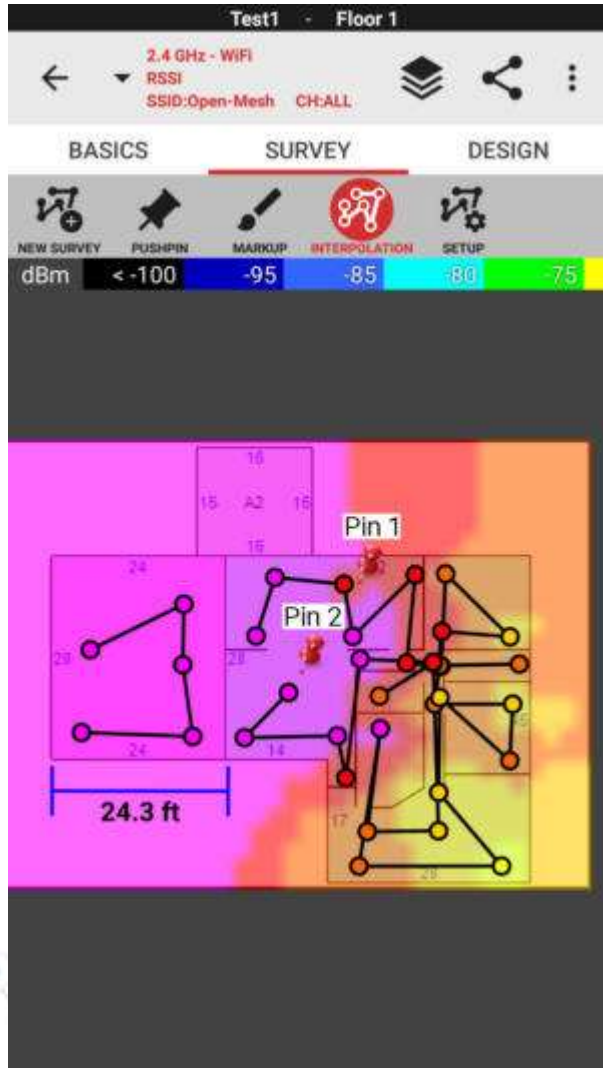 Test1 - Floor 1
2.4 GHz - WiFi
RSSI
SSID:Open-Mesh CH:ALL
BASICS SURVEY DESIGN
NEW SURVEY PUSHPIN MARKUP INTERPOLATION SETUP
dBm < -100 -95 -85 -80 -75
16
15 A2 16
16
Pin 1
24
Pin 2
29 28
24 14
24.3 ft
17